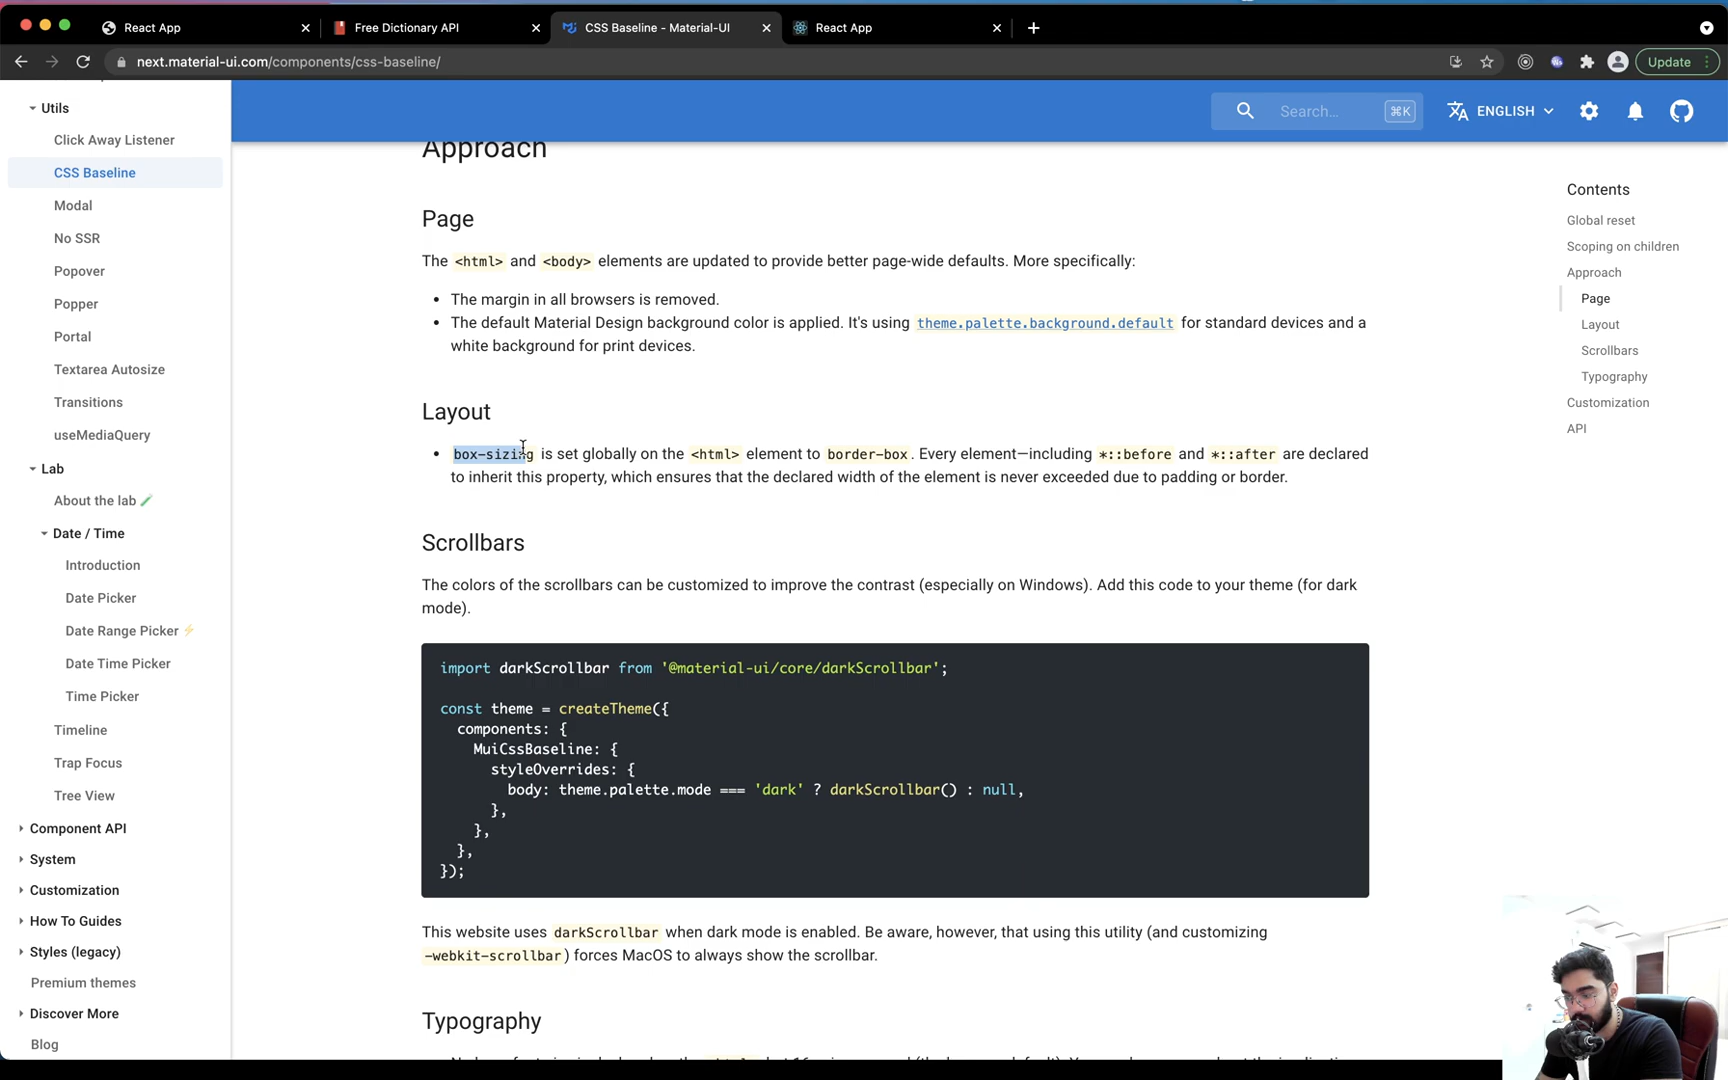 React App
Free Dictionary API
CSS Baseline - Material-UI
React App
next.material-ui.com/components/css-baseline/
Update
Utils
Click Away Listener
CSS Baseline
Modal
No SSR
Popover
Popper
Portal
Textarea Autosize
Transitions
useMediaQuery
Lab
About the lab
Date / Time
Introduction
Date Picker
Date Range Picker
Date Time Picker
Time Picker
Timeline
Trap Focus
Tree View
Component API
System
Customization
How To Guides
Styles (legacy)
Premium themes
Discover More
Blog
Search…
⌘K
ENGLISH
Approach
Page
The <html> and <body> elements are updated to provide better page-wide defaults. More specifically:
• The margin in all browsers is removed.
• The default Material Design background color is applied. It's using theme.palette.background.default for standard devices and a
white background for print devices.
Layout
• box-sizing is set globally on the <html> element to border-box. Every element—including *::before and *::after are declared
to inherit this property, which ensures that the declared width of the element is never exceeded due to padding or border.
Scrollbars
The colors of the scrollbars can be customized to improve the contrast (especially on Windows). Add this code to your theme (for dark
mode).
import darkScrollbar from '@material-ui/core/darkScrollbar';
const theme = createTheme({
components: {
MuiCssBaseline: {
styleOverrides: {
body: theme.palette.mode === 'dark' ? darkScrollbar() : null,
},
},
},
});
This website uses darkScrollbar when dark mode is enabled. Be aware, however, that using this utility (and customizing
-webkit-scrollbar) forces MacOS to always show the scrollbar.
Typography
Contents
Global reset
Scoping on children
Approach
Page
Layout
Scrollbars
Typography
Customization
API